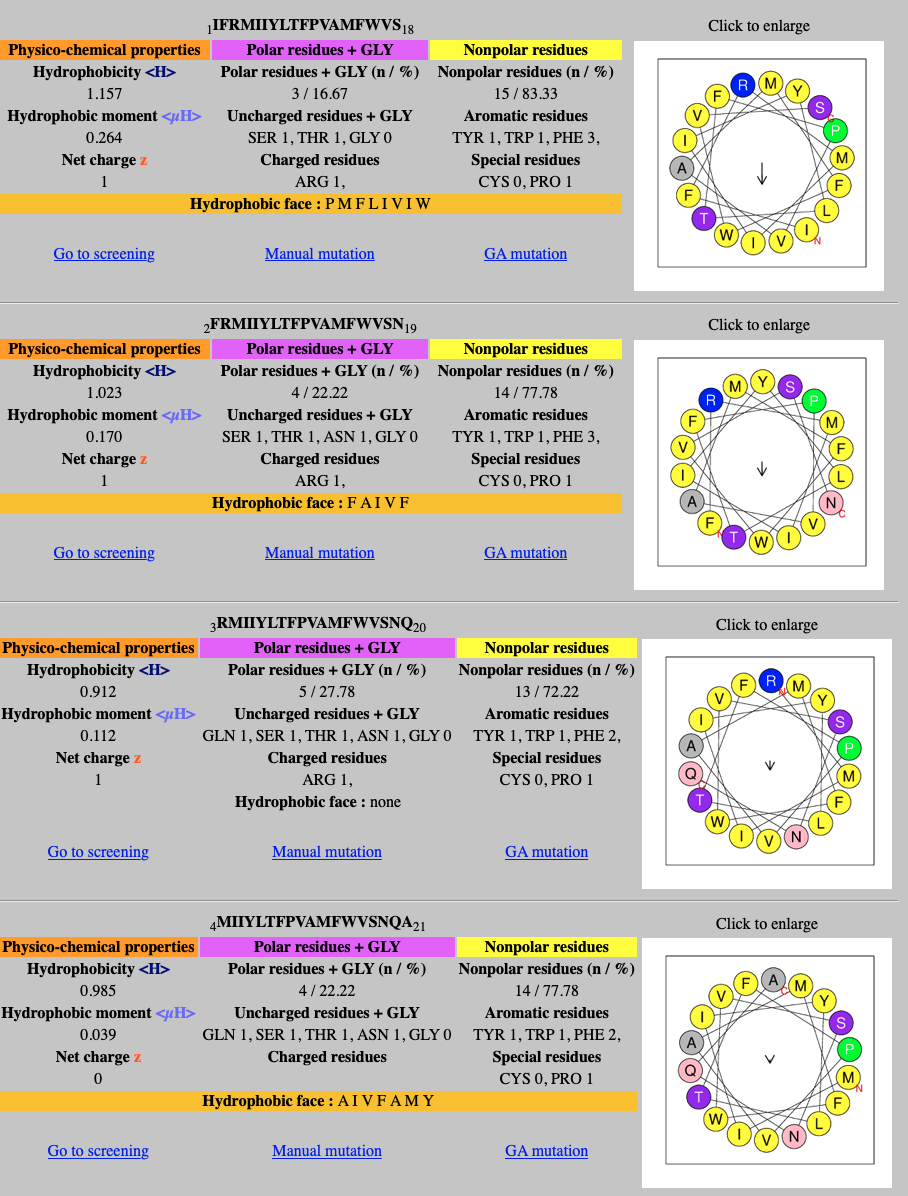 1IFRMIIYLTFPVAMFWVS18
Click to enlarge
Physico-chemical properties Polar residues + GLY Nonpolar residues
Hydrophobicity <H> Polar residues + GLY (n / %) Nonpolar residues (n / %)
1.157 3 / 16.67 15 / 83.33
Hydrophobic moment <μH> Uncharged residues + GLY Aromatic residues
0.264 SER 1, THR 1, GLY 0 TYR 1, TRP 1, PHE 3,
Net charge z Charged residues Special residues
1 ARG 1, CYS 0, PRO 1
Hydrophobic face : P M F L I V I W
Go to screening Manual mutation GA mutation
R M
F Y
V S
C
I P
A M
F F
T L
W I V I
N
2FRMIIYLTFPVAMFWVSN19
Click to enlarge
Physico-chemical properties Polar residues + GLY Nonpolar residues
Hydrophobicity <H> Polar residues + GLY (n / %) Nonpolar residues (n / %)
1.023 4 / 22.22 14 / 77.78
Hydrophobic moment <μH> Uncharged residues + GLY Aromatic residues
0.170 SER 1, THR 1, ASN 1, GLY 0 TYR 1, TRP 1, PHE 3,
Net charge z Charged residues Special residues
1 ARG 1, CYS 0, PRO 1
Hydrophobic face : F A I V F
Go to screening Manual mutation GA mutation
M Y S
R P
F M
V F
I L
A N
C
F V
N
T W I
3RMIIYLTFPVAMFWVSNQ20
Click to enlarge
Physico-chemical properties Polar residues + GLY Nonpolar residues
Hydrophobicity <H> Polar residues + GLY (n / %) Nonpolar residues (n / %)
0.912 5 / 27.78 13 / 72.22
Hydrophobic moment <μH> Uncharged residues + GLY Aromatic residues
0.112 GLN 1, SER 1, THR 1, ASN 1, GLY 0 TYR 1, TRP 1, PHE 2,
Net charge z Charged residues Special residues
1 ARG 1, CYS 0, PRO 1
Hydrophobic face : none
Go to screening Manual mutation GA mutation
F R M
N
V Y
I S
A P
Q M
T F
W L
I V N
4MIIYLTFPVAMFWVSNQA21
Click to enlarge
Physico-chemical properties Polar residues + GLY Nonpolar residues
Hydrophobicity <H> Polar residues + GLY (n / %) Nonpolar residues (n / %)
0.985 4 / 22.22 14 / 77.78
Hydrophobic moment <μH> Uncharged residues + GLY Aromatic residues
0.039 GLN 1, SER 1, THR 1, ASN 1, GLY 0 TYR 1, TRP 1, PHE 2,
Net charge z Charged residues Special residues
0 CYS 0, PRO 1
Hydrophobic face : A I V F A M Y
Go to screening Manual mutation GA mutation
F A M
C
V Y
I S
A P
Q M
N
T F
W L
I V N